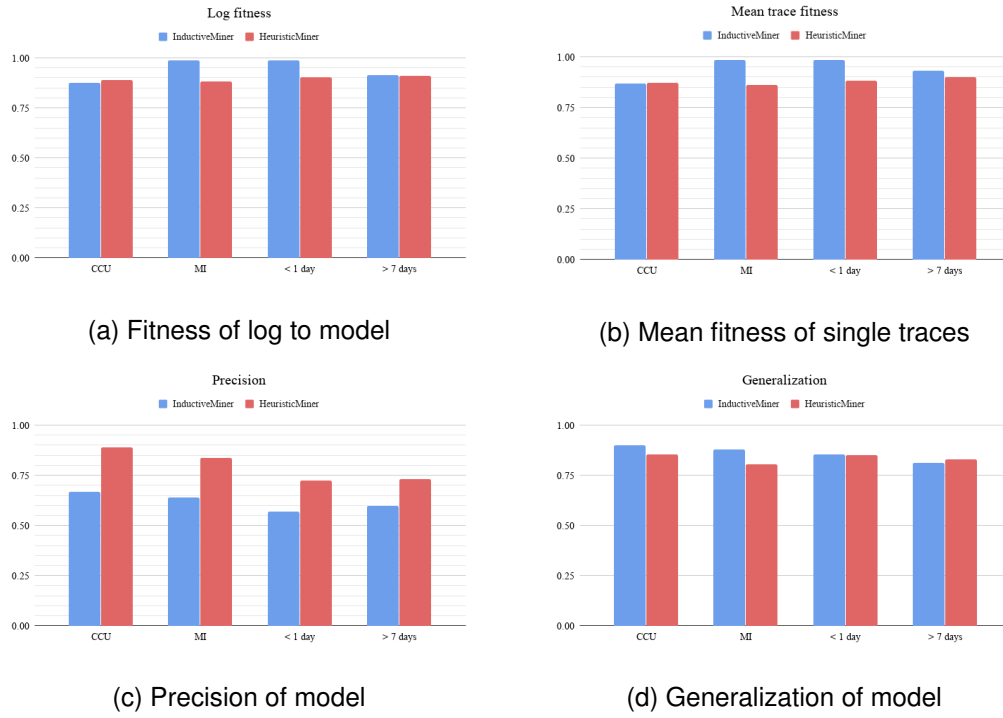 Log fitness
InductiveMiner HeuristicMiner
1.00
0.75
0.50
0.25
0.00
CCU MI < 1 day > 7 days
(a) Fitness of log to model
Mean trace fitness
InductiveMiner HeuristicMiner
1.00
0.75
0.50
0.25
0.00
CCU MI < 1 day > 7 days
(b) Mean fitness of single traces
Precision
InductiveMiner HeuristicMiner
1.00
0.75
0.50
0.25
0.00
CCU MI < 1 day > 7 days
(c) Precision of model
Generalization
InductiveMiner HeuristicMiner
1.00
0.75
0.50
0.25
0.00
CCU MI < 1 day > 7 days
(d) Generalization of model